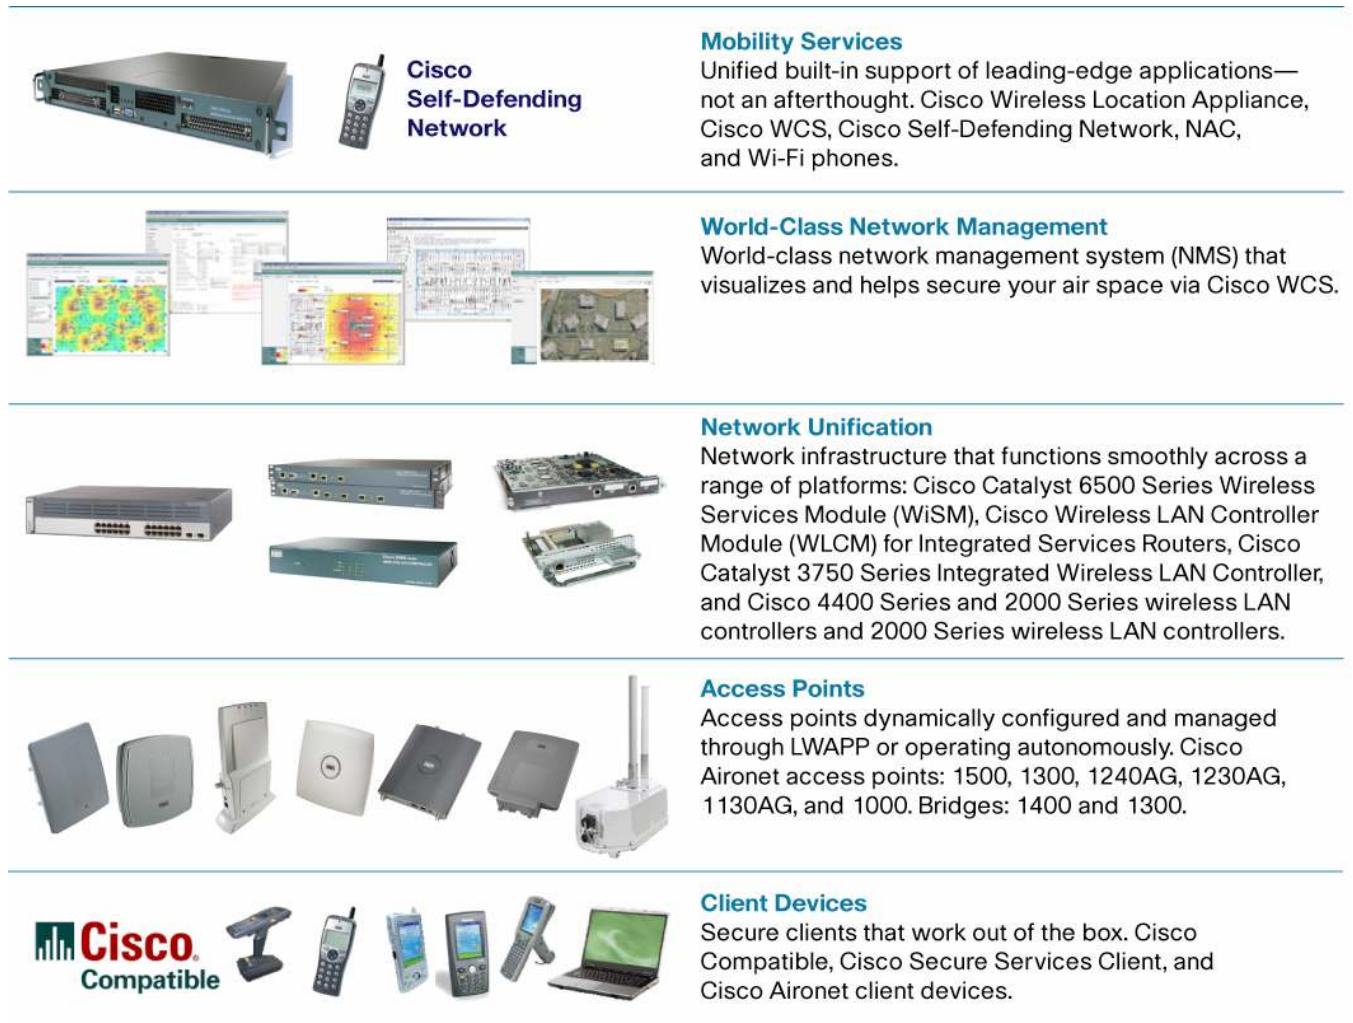 Cisco
Self-Defending
Network
Mobility Services
Unified built-in support of leading-edge applications—
not an afterthought. Cisco Wireless Location Appliance,
Cisco WCS, Cisco Self-Defending Network, NAC,
and Wi-Fi phones.
World-Class Network Management
World-class network management system (NMS) that
visualizes and helps secure your air space via Cisco WCS.
Network Unification
Network infrastructure that functions smoothly across a
range of platforms: Cisco Catalyst 6500 Series Wireless
Services Module (WiSM), Cisco Wireless LAN Controller
Module (WLCM) for Integrated Services Routers, Cisco
Catalyst 3750 Series Integrated Wireless LAN Controller,
and Cisco 4400 Series and 2000 Series wireless LAN
controllers and 2000 Series wireless LAN controllers.
Access Points
Access points dynamically configured and managed
through LWAPP or operating autonomously. Cisco
Aironet access points: 1500, 1300, 1240AG, 1230AG,
1130AG, and 1000. Bridges: 1400 and 1300.
Cisco
Compatible
Client Devices
Secure clients that work out of the box. Cisco
Compatible, Cisco Secure Services Client, and
Cisco Aironet client devices.